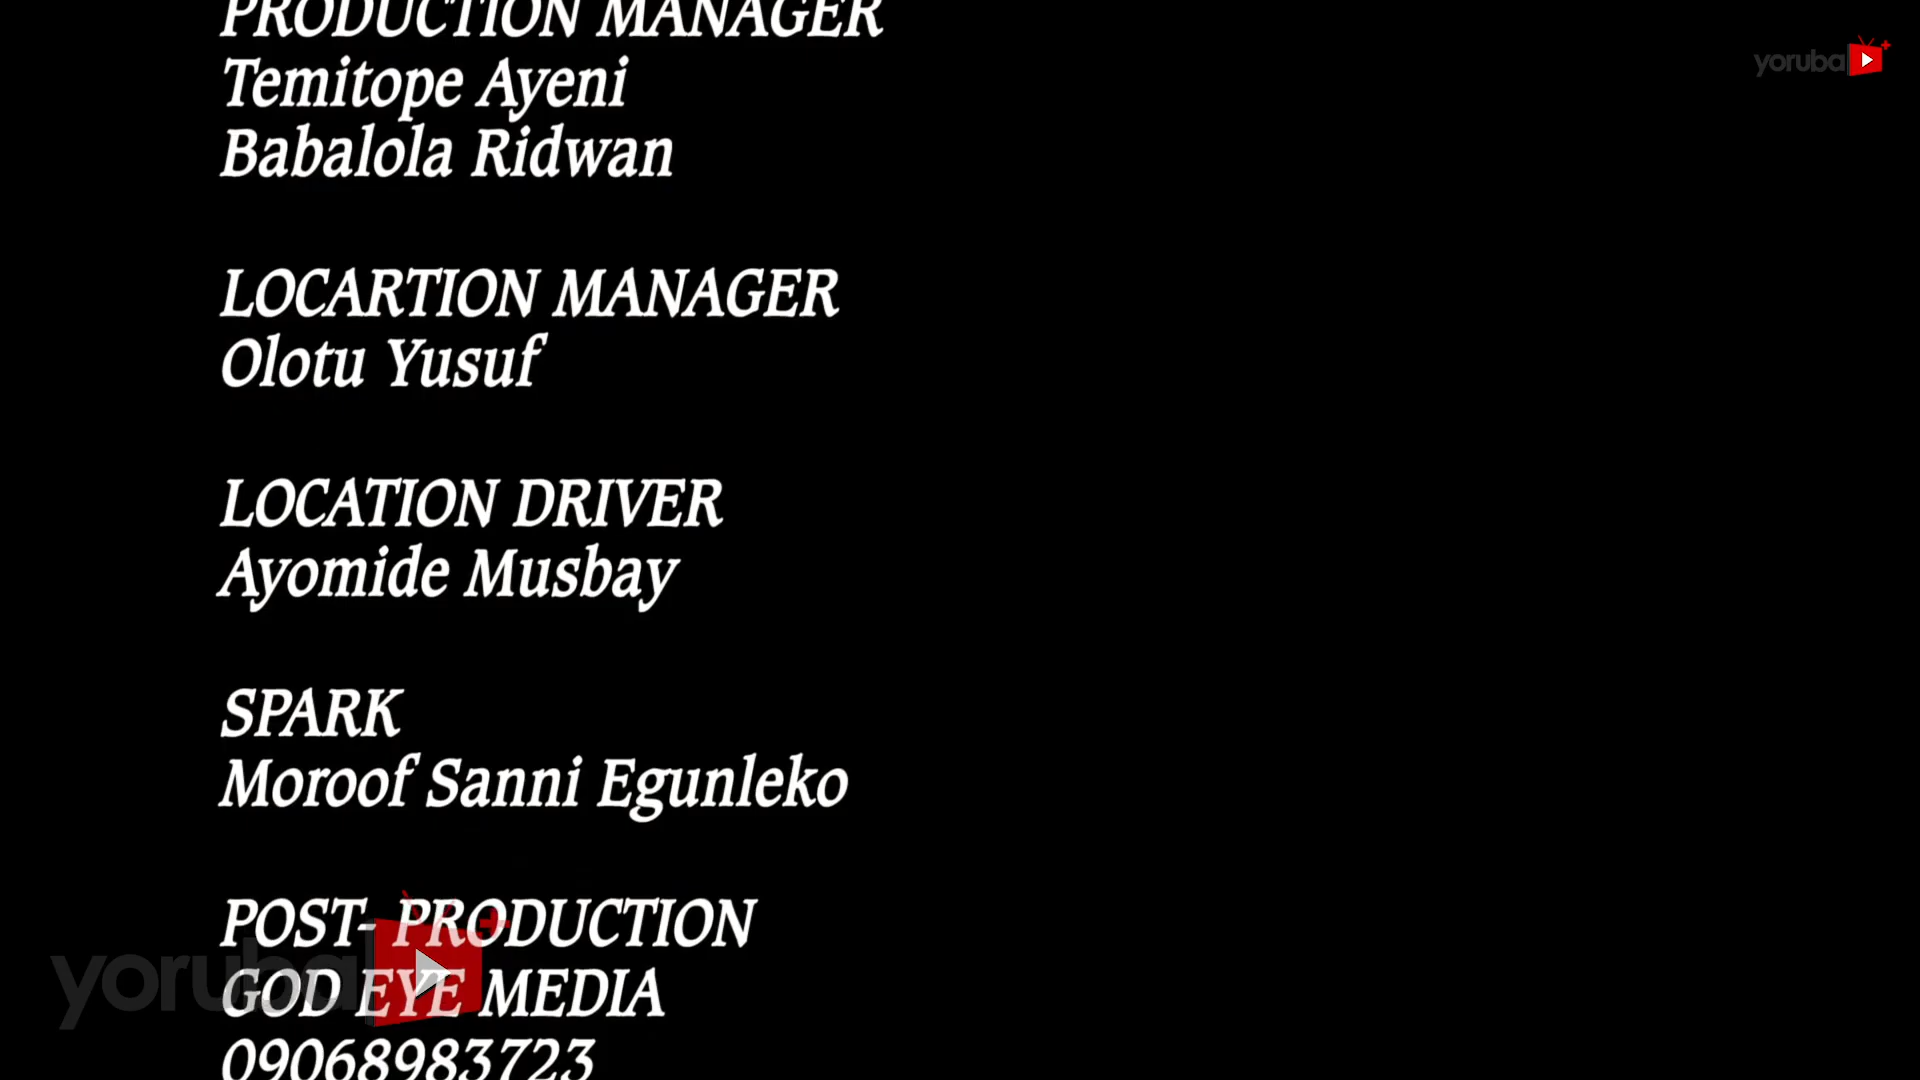 PRODUCTION MANAGER
Temitope Ayeni
Babalola Ridwan
LOCARTION MANAGER
Olotu Yusuf
LOCATION DRIVER
Ayomide Musbay
SPARK
Moroof Sanni Egunleko
POST- PRODUCTION
GOD EYE MEDIA
09068983723
yoruba
yoruba